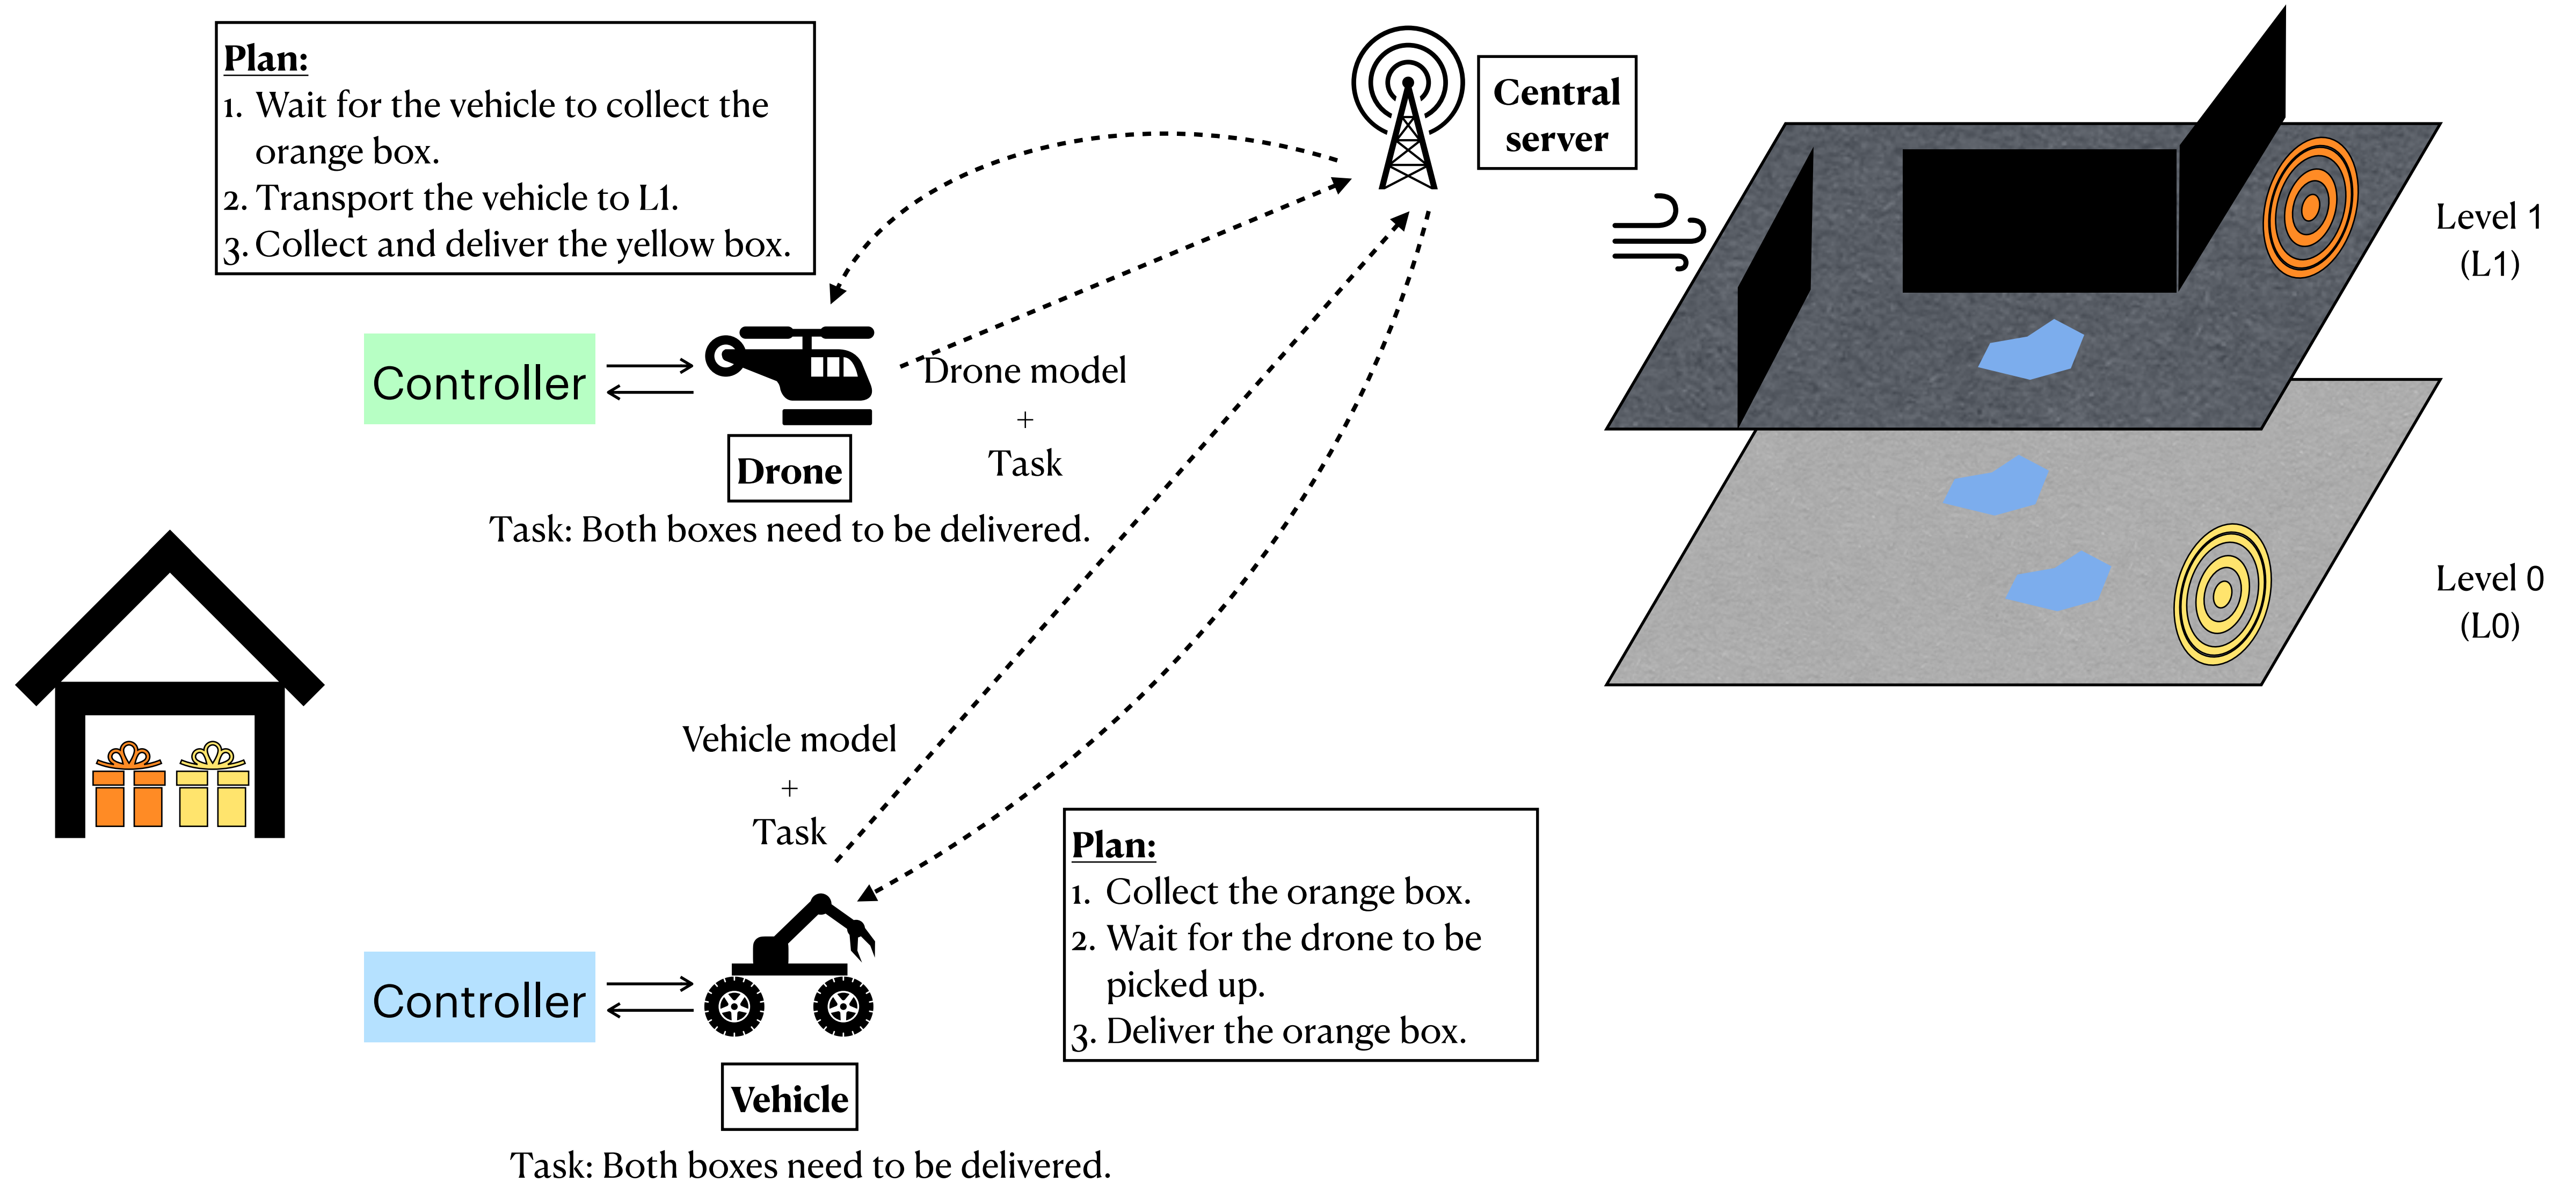 Plan:
1. Wait for the vehicle to collect the
orange box.
2. Transport the vehicle to L1.
3. Collect and deliver the yellow box.
Central
server
Level 1
(L1)
Controller
Drone model
+
Task
Drone
Task: Both boxes need to be delivered.
Level 0
(L0)
Vehicle model
+
Task
Plan:
1. Collect the orange box.
2. Wait for the drone to be
picked up.
3. Deliver the orange box.
Controller
Vehicle
Task: Both boxes need to be delivered.